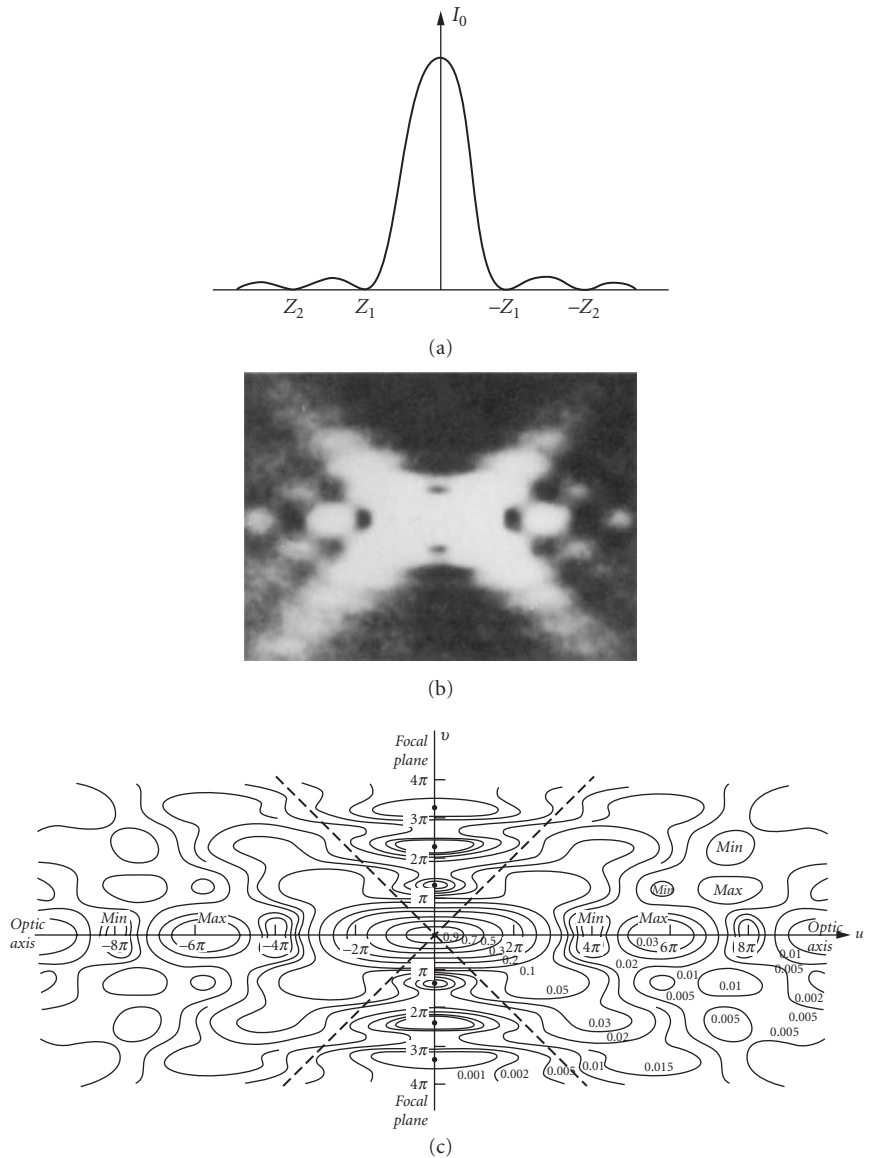 I0
Z2 Z1 −Z1 −Z2
(a)
(b)
Focal plane υ
4π
3π
2π
Min
π
Min Max
Optic axis Min Max Min Max Optic axis u
−8π −6π −4π −2π 2π 4π 6π 8π
0.9 0.7 0.5 0.03
0.3 0.01
0.2 0.02 0.005
π 0.1 0.01
0.05 0.005 0.01 0.002
2π 0.03 0.005 0.005
0.02 0.005
3π
0.001 0.002 0.005 0.01 0.015
4π
Focal plane
(c)